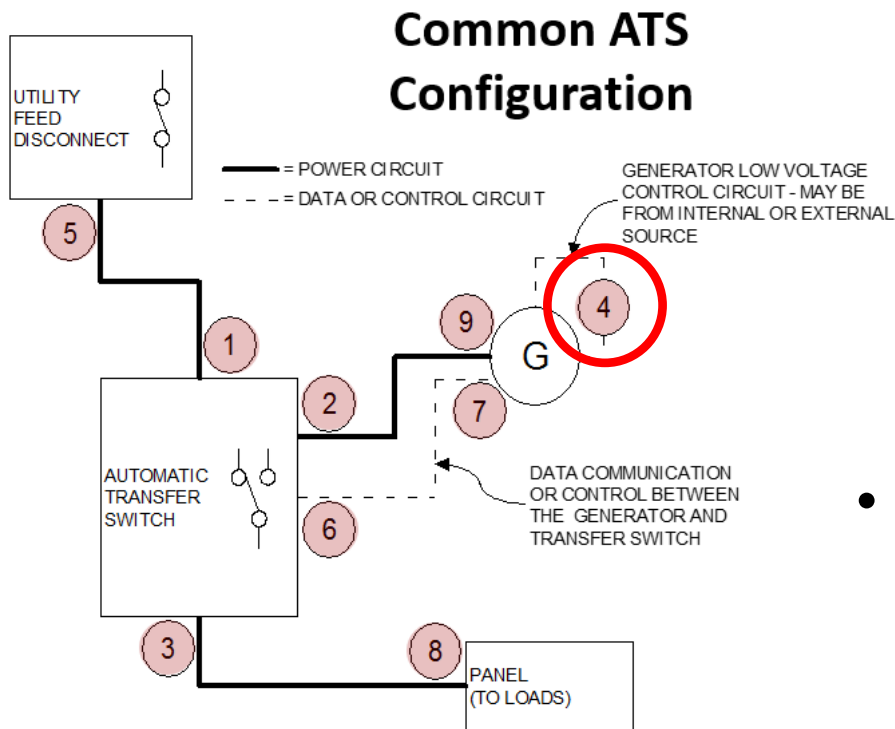 Common ATS
Configuration
UTILITY
FEED
DISCONNECT
= POWER CIRCUIT
= DATA OR CONTROL CIRCUIT
GENERATOR LOW VOLTAGE
CONTROL CIRCUIT - MAY BE
FROM INTERNAL OR EXTERNAL
SOURCE
5
4
9
1
G
2
7
AUTOMATIC
TRANSFER
SWITCH
6
DATA COMMUNICATION
OR CONTROL BETWEEN
THE GENERATOR AND
TRANSFER SWITCH
3
8
PANEL
(TO LOADS)